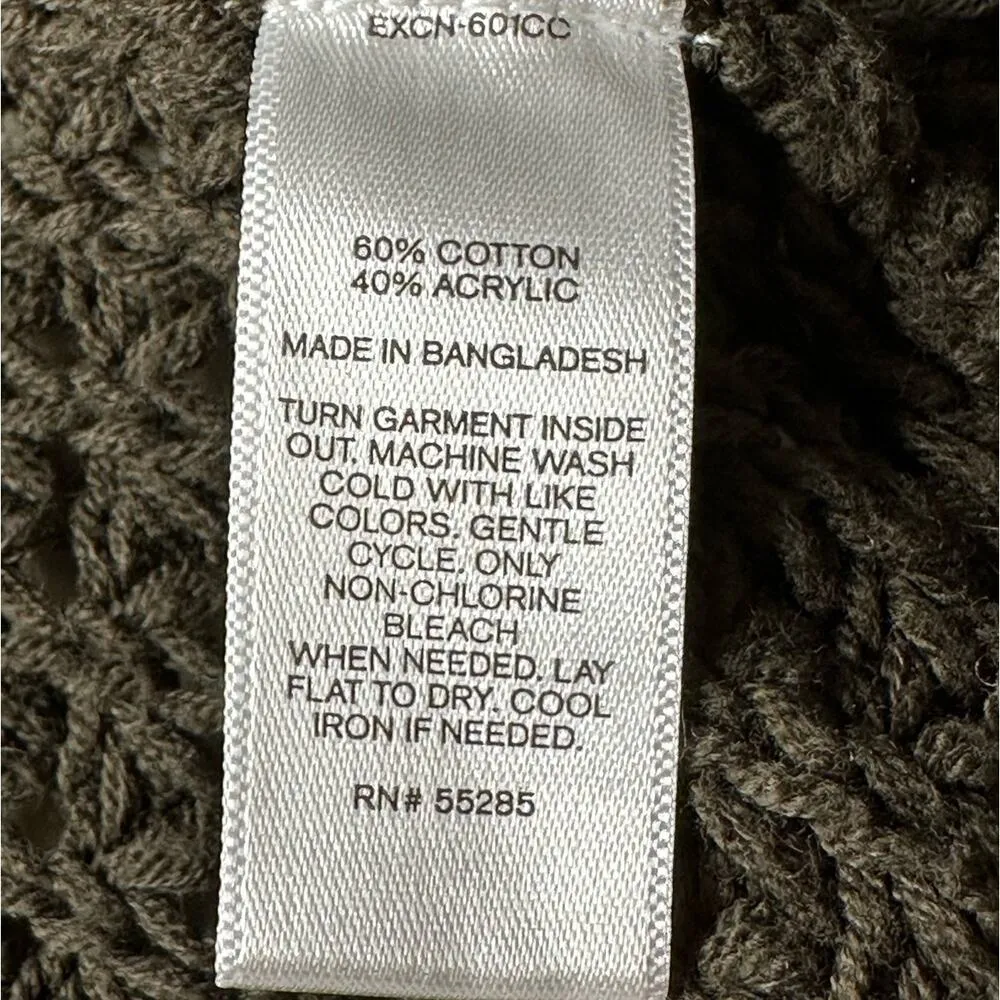 EXCN-601CC
60% COTTON
40% ACRYLIC
MADE IN BANGLADESH
TURN GARMENT INSIDE
OUT. MACHINE WASH
COLD WITH LIKE
COLORS. GENTLE
CYCLE. ONLY
NON-CHLORINE
BLEACH
WHEN NEEDED. LAY
FLAT TO DRY. COOL
IRON IF NEEDED.
RN# 55285